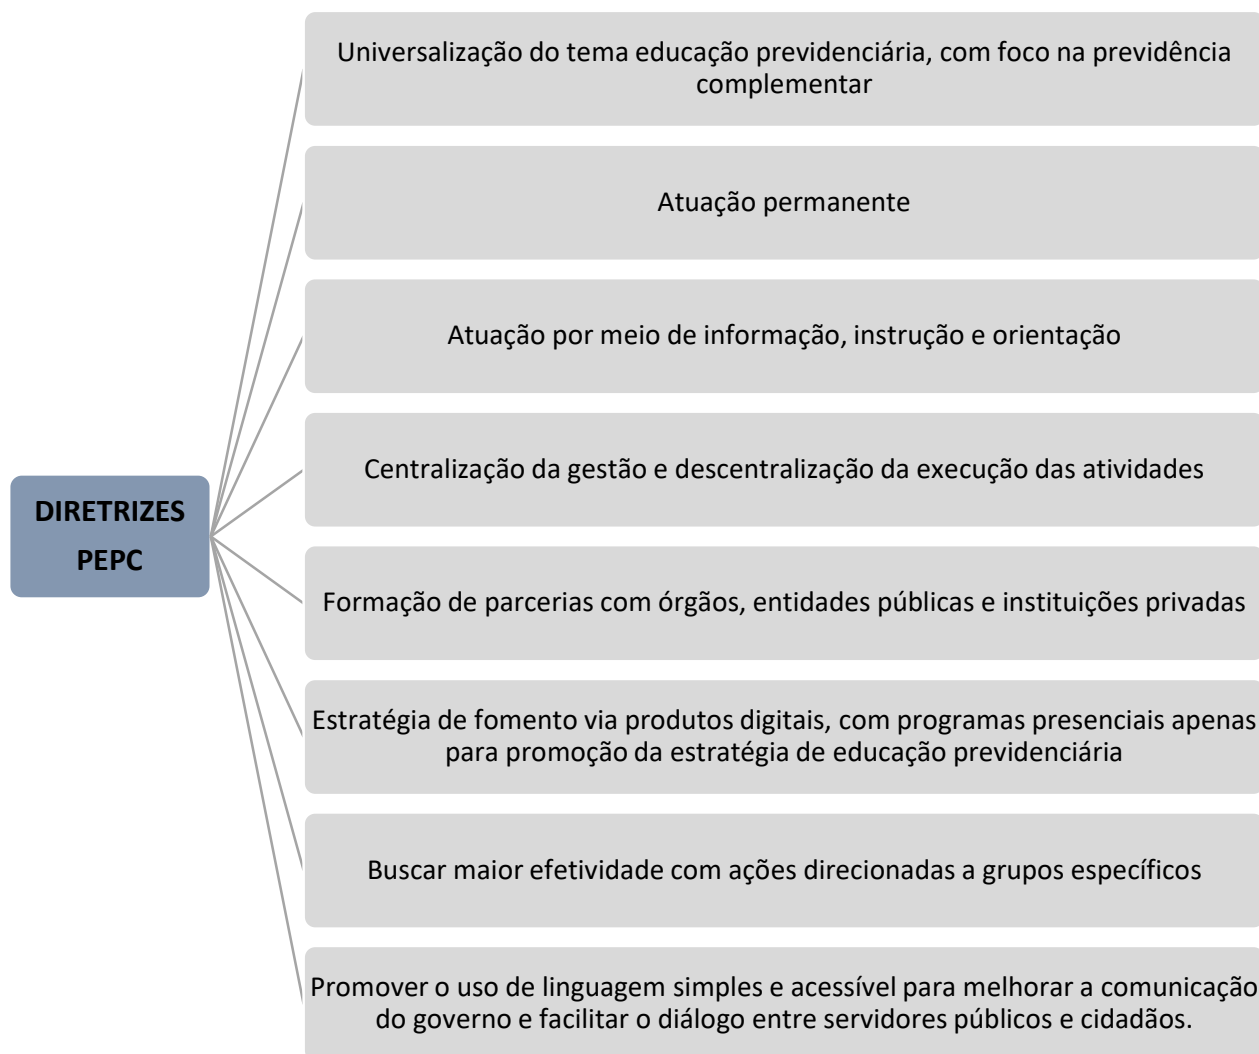 Universalização do tema educação previdenciária, com foco na previdência
complementar
Atuação permanente
Atuação por meio de informação, instrução e orientação
Centralização da gestão e descentralização da execução das atividades
DIRETRIZES
PEPC
Formação de parcerias com órgãos, entidades públicas e instituições privadas
Estratégia de fomento via produtos digitais, com programas presenciais apenas
para promoção da estratégia de educação previdenciária
Buscar maior efetividade com ações direcionadas a grupos específicos
Promover o uso de linguagem simples e acessível para melhorar a comunicação
do governo e facilitar o diálogo entre servidores públicos e cidadãos.